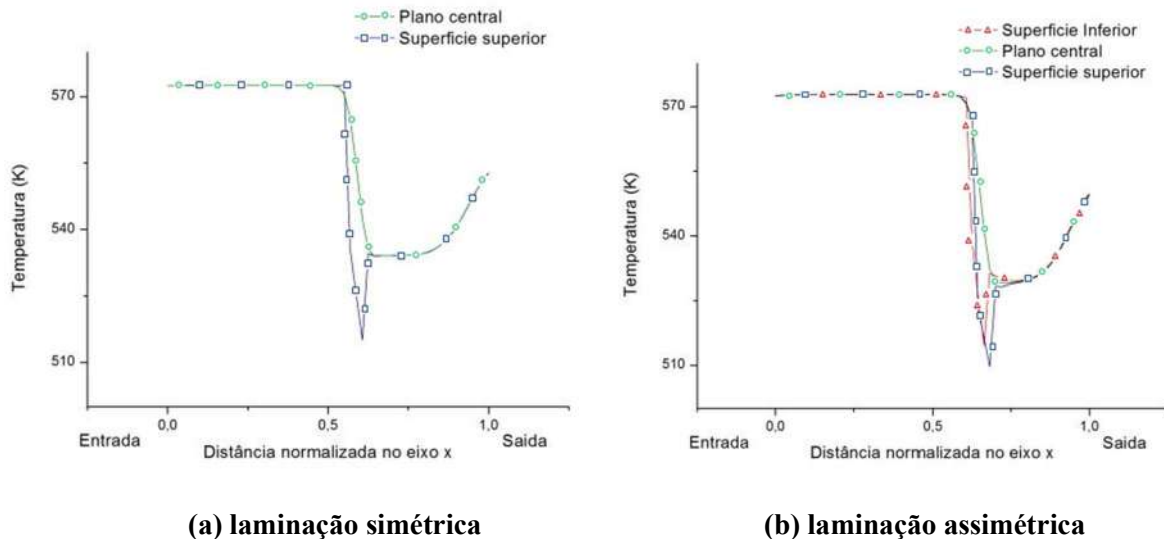 Plano central
Superficie superior
570
540
510
Temperatura (K)
0,0
0,5
1,0
Entrada
Saida
Distância normalizada no eixo x
(a) laminação simétrica
Superficie Inferior
Plano central
Superficie superior
570
540
510
Temperatura (K)
0,0
0,5
1,0
Entrada
Saida
Distância normalizada no eixo x
(b) laminação assimétrica